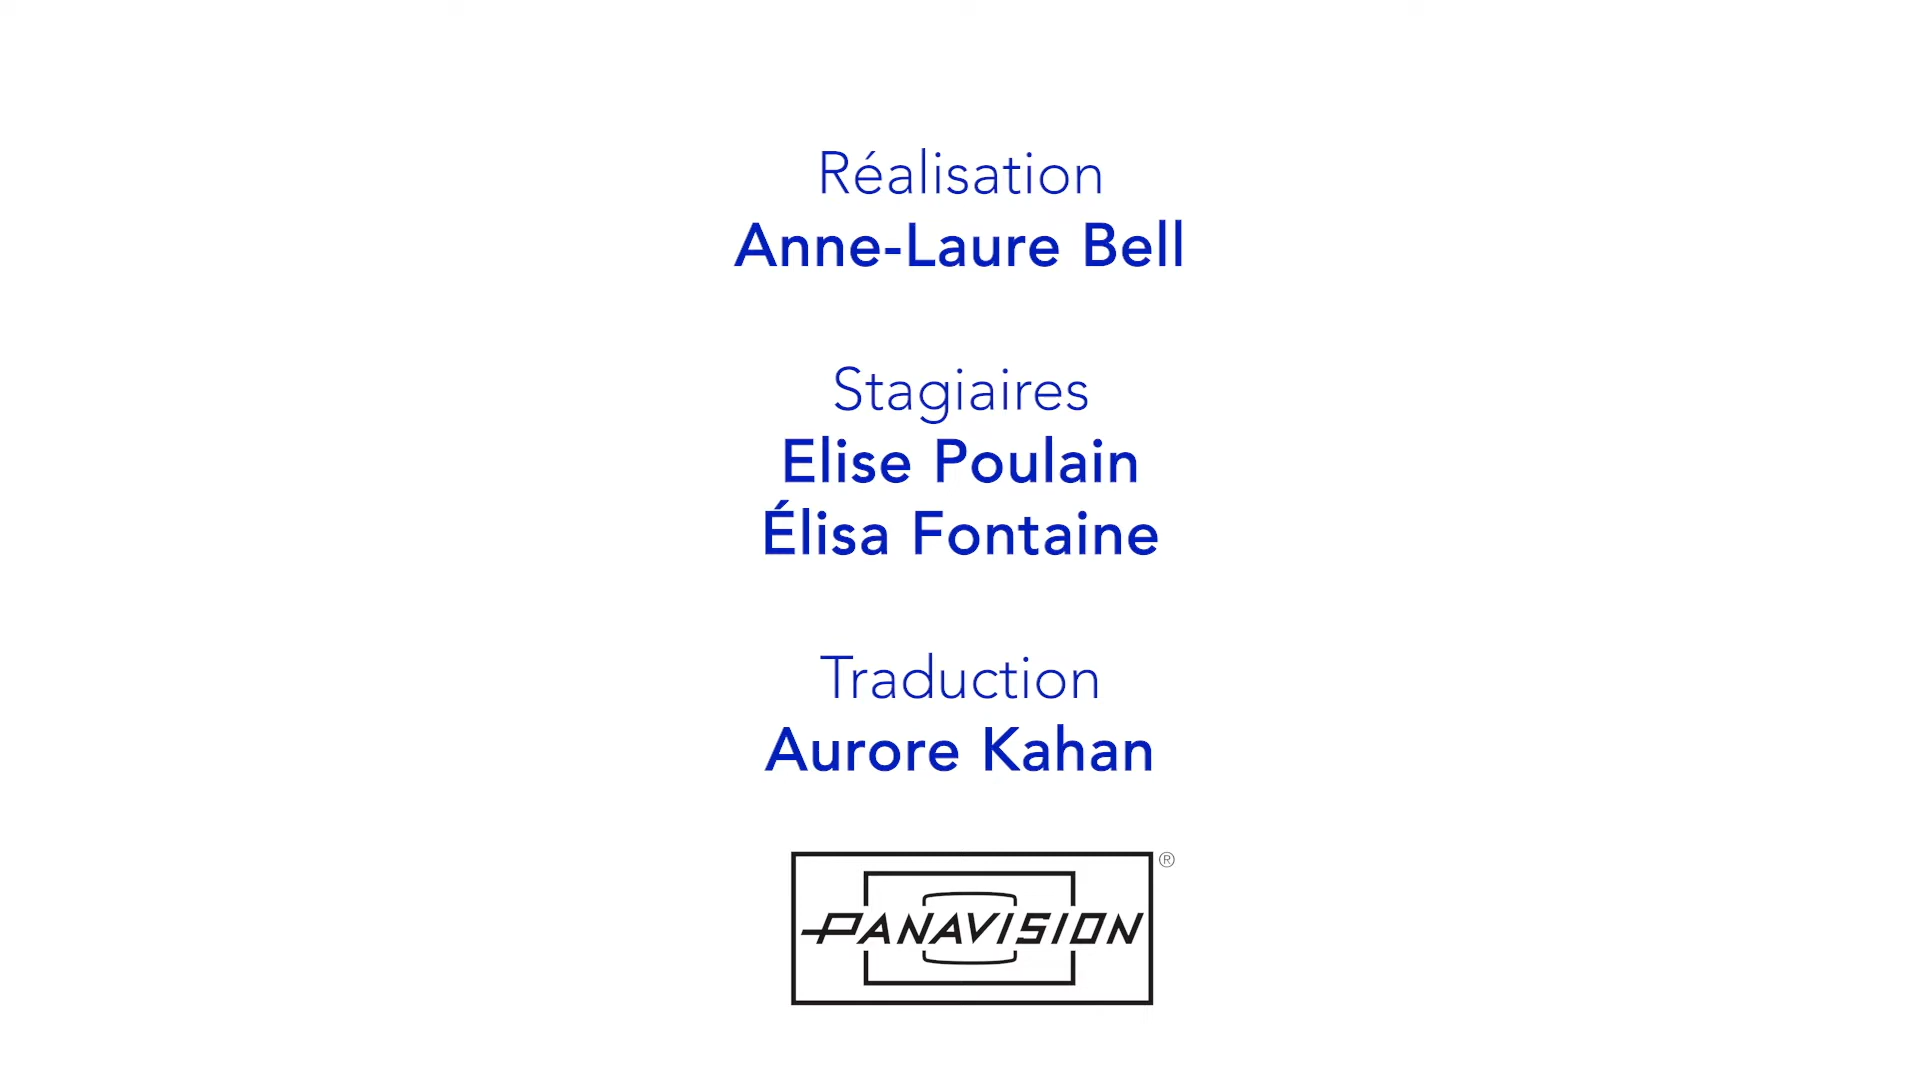 Réalisation
Anne-Laure Bell
Stagiaires
Elise Poulain
Élisa Fontaine
Traduction
Aurore Kahan
PANAVISION ®